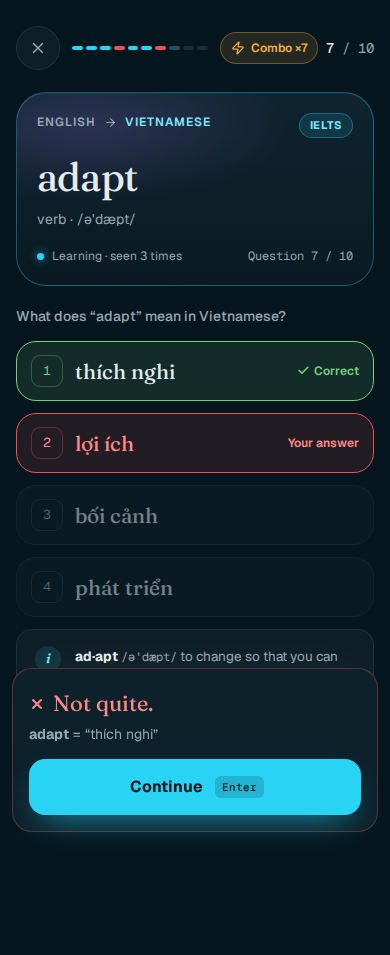 Combo ×7 7 / 10
ENGLISH → VIETNAMESE IELTS
adapt
verb · /ə'dæpt/
Learning · seen 3 times Question 7 / 10
What does “adapt” mean in Vietnamese?
1 thích nghi Correct
2 lợi ích Your answer
3 bối cảnh
4 phát triển
i ad·apt /ə'dæpt/ to change so that you can
× Not quite.
adapt = “thích nghi”
Continue Enter